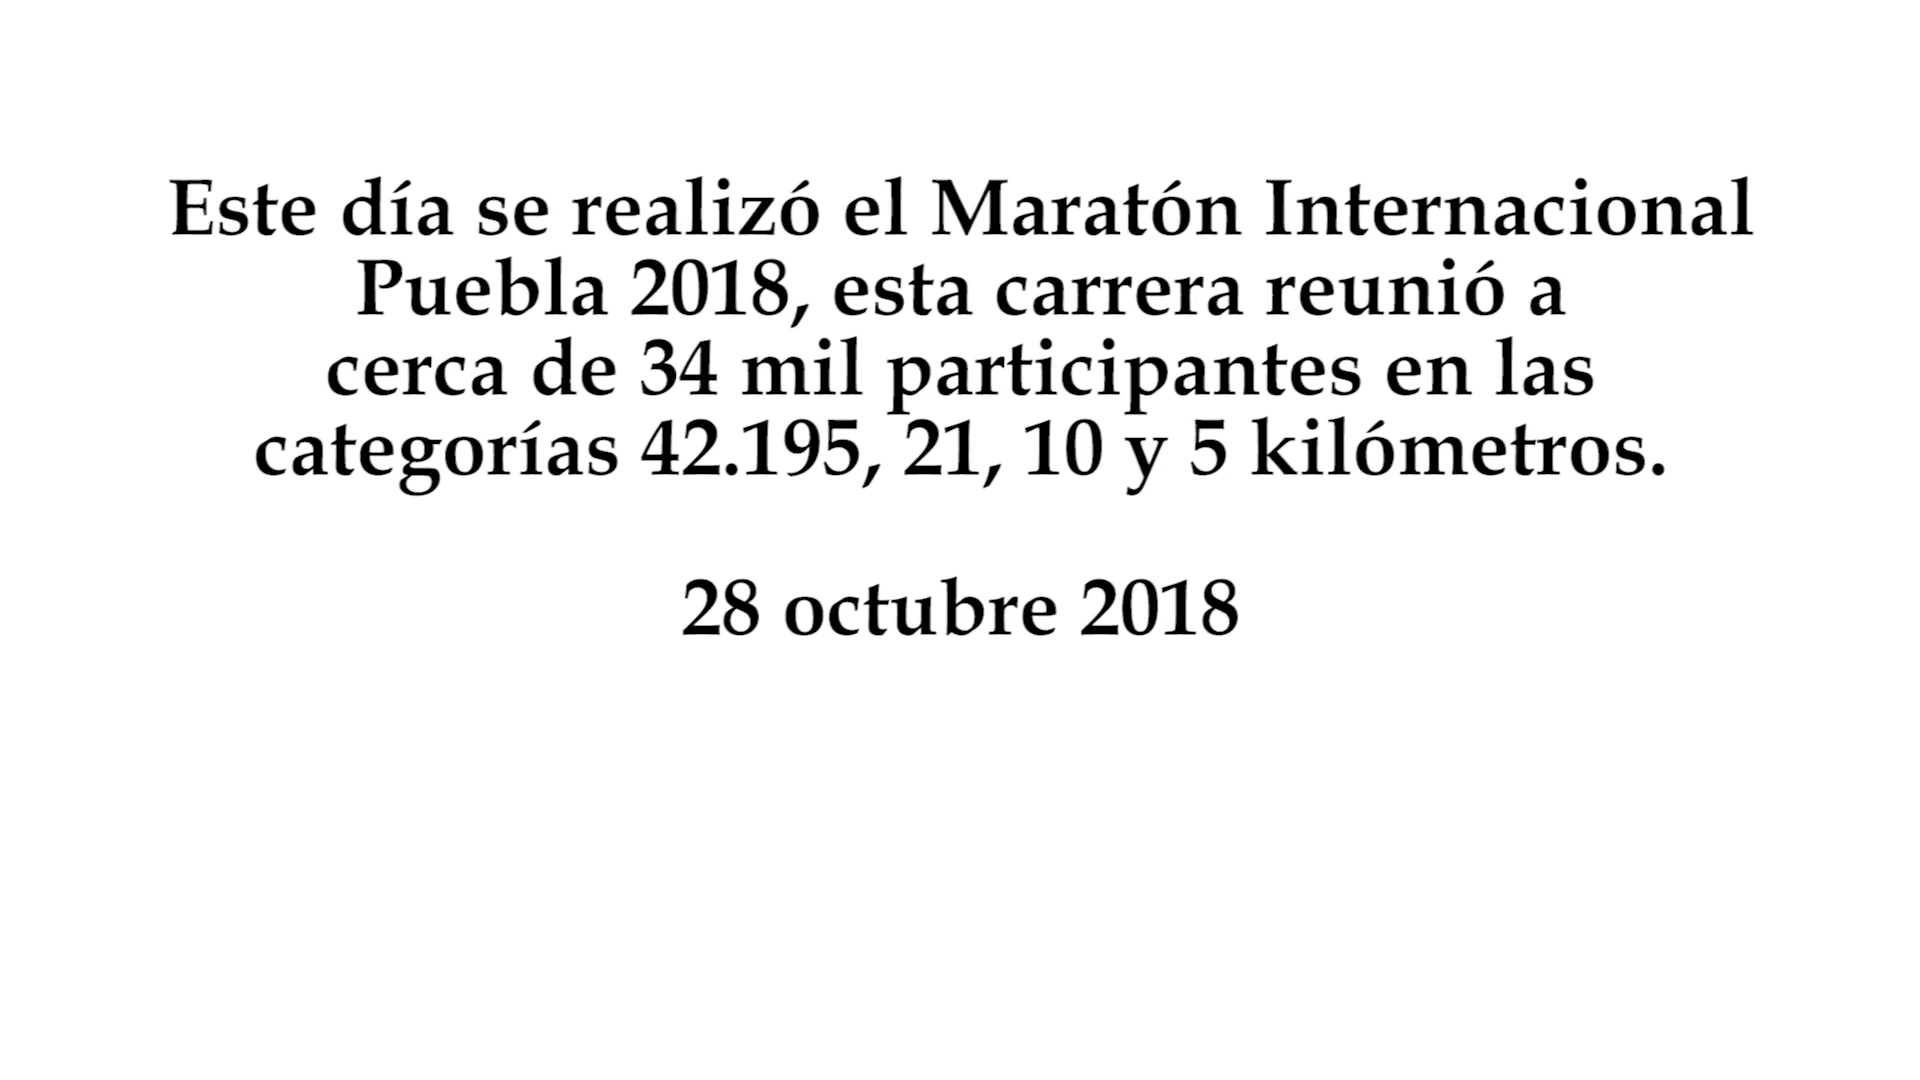 Este día se realizó el Maratón Internacional
Puebla 2018, esta carrera reunió a
cerca de 34 mil participantes en las
categorías 42.195, 21, 10 y 5 kilómetros.
28 octubre 2018